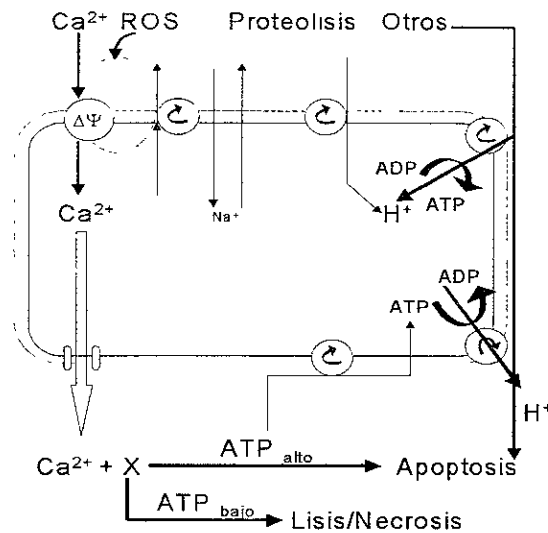 Ca²⁺ ROS Proteolisis Otros
ΔΨ
ADP
Ca²⁺ Na⁺ H⁺ ATP
ADP
ATP
H⁺
Ca²⁺ + X ATP alto Apoptosis
ATP bajo Lisis/Necrosis